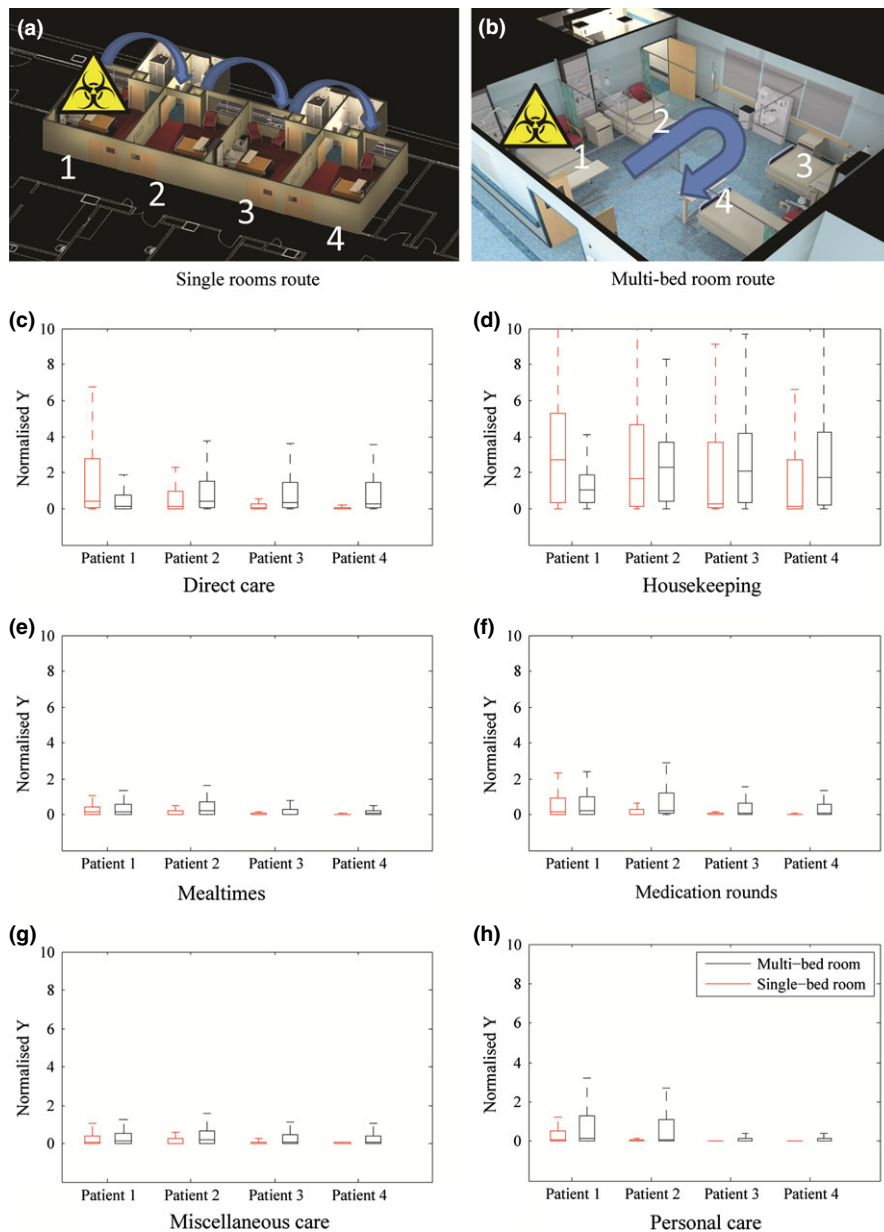 (a)
1
2
3
4
Single rooms route
(b)
1
2
3
4
Multi-bed room route
(c)
Normalised Y
10
8
6
4
2
0
Patient 1 Patient 2 Patient 3 Patient 4
Direct care
(d)
Normalised Y
10
8
6
4
2
0
Patient 1 Patient 2 Patient 3 Patient 4
Housekeeping
(e)
Normalised Y
10
8
6
4
2
0
Patient 1 Patient 2 Patient 3 Patient 4
Mealtimes
(f)
Normalised Y
10
8
6
4
2
0
Patient 1 Patient 2 Patient 3 Patient 4
Medication rounds
(g)
Normalised Y
10
8
6
4
2
0
Patient 1 Patient 2 Patient 3 Patient 4
Miscellaneous care
(h)
Normalised Y
10
8
6
4
2
0
Multi−bed room
Single−bed room
Patient 1 Patient 2 Patient 3 Patient 4
Personal care